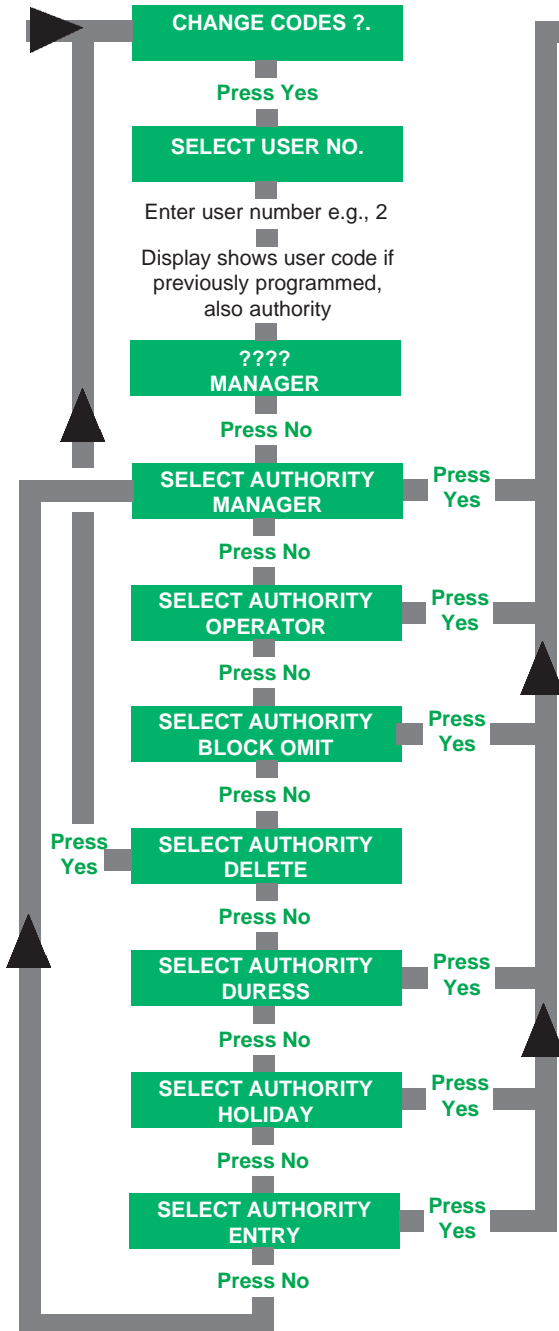 CHANGE CODES ?.
Press Yes
SELECT USER NO.
Enter user number e.g., 2
Display shows user code if
previously programmed,
also authority
????
MANAGER
Press No
SELECT AUTHORITY
MANAGER
Press
Yes
Press No
SELECT AUTHORITY
OPERATOR
Press
Yes
Press No
SELECT AUTHORITY
BLOCK OMIT
Press
Yes
Press No
Press
Yes
SELECT AUTHORITY
DELETE
Press No
SELECT AUTHORITY
DURESS
Press
Yes
Press No
SELECT AUTHORITY
HOLIDAY
Press
Yes
Press No
SELECT AUTHORITY
ENTRY
Press
Yes
Press No